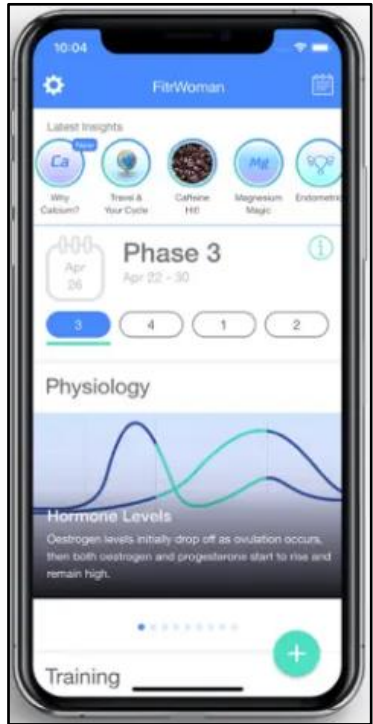 10:04
FitrWoman
Latest Insights
Ca
New
Mg
Why
Calcium?
Travel &
Your Cycle
Caffeine
Hit!
Magnesium
Magic
Endometri
Apr
26
Phase 3
Apr 22 - 30
3
4
1
2
Physiology
Hormone Levels
Oestrogen levels initially drop off as ovulation occurs,
then both oestrogen and progesterone start to rise and
remain high.
Training